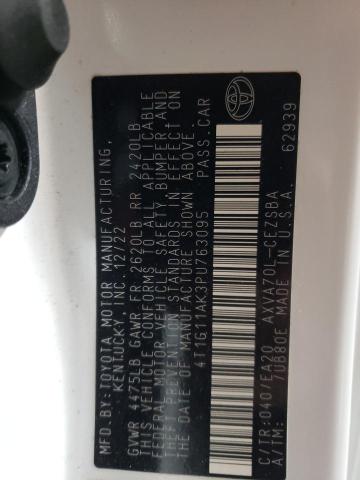 MFD. BY: TOYOTA MOTOR MANUFACTURING,
KENTUCKY, INC. 12/22
GVWR 4475LB GAWR FR 2620LB RR 2420LB
THIS VEHICLE CONFORMS TO ALL APPLICABLE
FEDERAL MOTOR VEHICLE SAFETY, BUMPER AND
THEFT PREVENTION STANDARDS IN EFFECT ON
THE DATE OF MANUFACTURE SHOWN ABOVE.
4T1G11AK3PU763095 PASS. CAR
C/TR: 040/EA20 AXVA70L-CEZSBA
A/TM: /UB80E MADE IN U.S.A.
62939